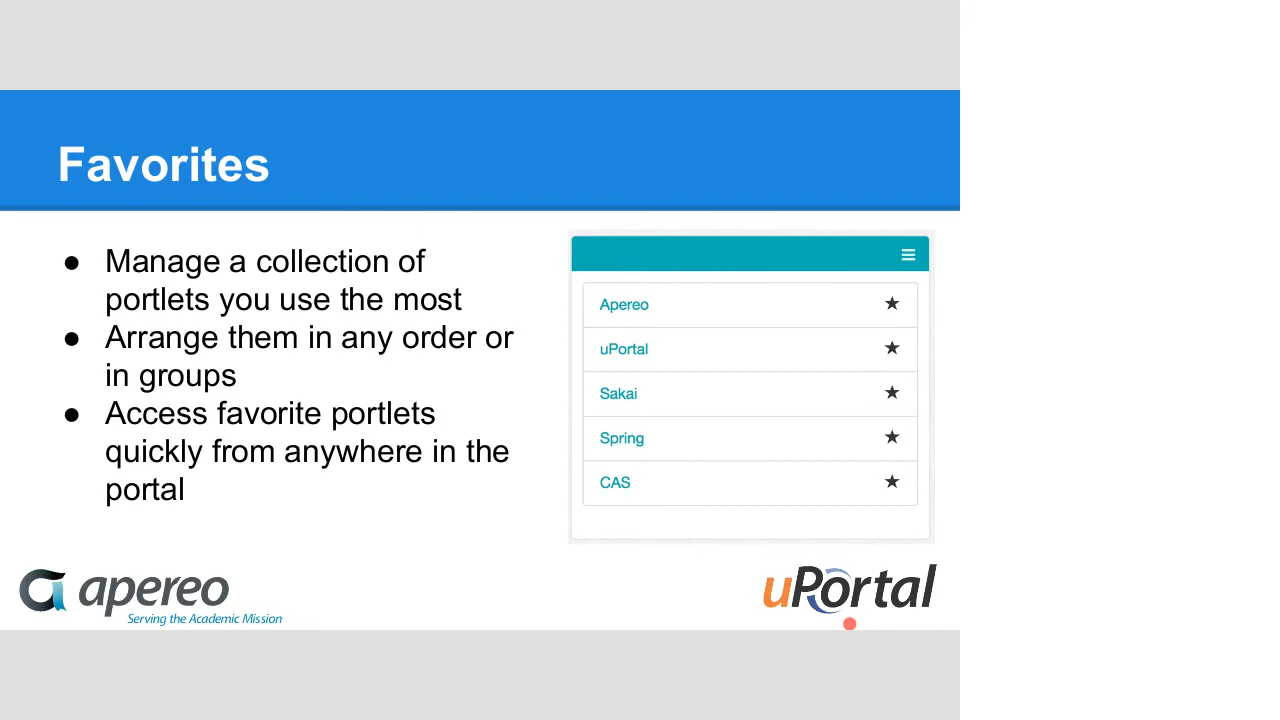 Favorites
● Manage a collection of
portlets you use the most
● Arrange them in any order or
in groups
● Access favorite portlets
quickly from anywhere in the
portal
Apereo ★
uPortal ★
Sakai ★
Spring ★
CAS ★
apereo
Serving the Academic Mission
uPortal